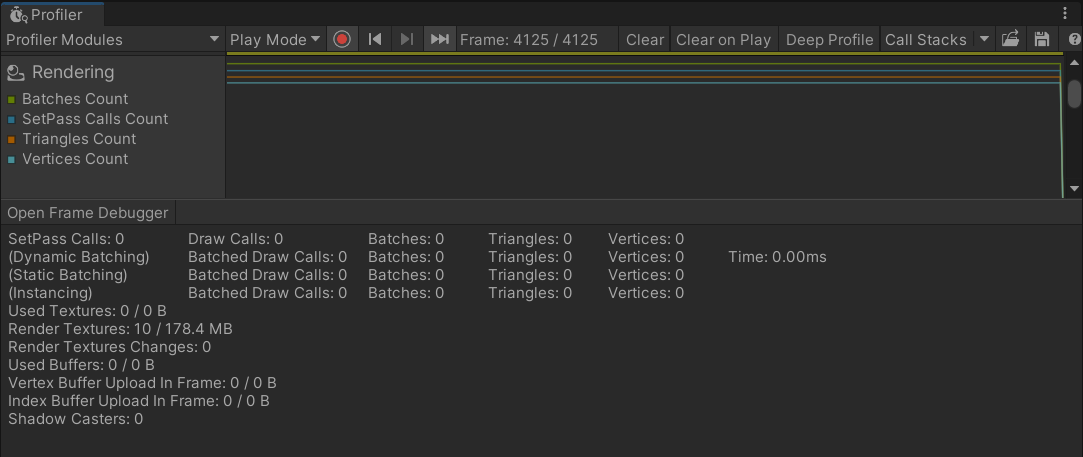 Profiler
Profiler Modules Play Mode Frame: 4125 / 4125 Clear Clear on Play Deep Profile Call Stacks
Rendering
Batches Count
SetPass Calls Count
Triangles Count
Vertices Count
Open Frame Debugger
SetPass Calls: 0 Draw Calls: 0 Batches: 0 Triangles: 0 Vertices: 0
(Dynamic Batching) Batched Draw Calls: 0 Batches: 0 Triangles: 0 Vertices: 0 Time: 0.00ms
(Static Batching) Batched Draw Calls: 0 Batches: 0 Triangles: 0 Vertices: 0
(Instancing) Batched Draw Calls: 0 Batches: 0 Triangles: 0 Vertices: 0
Used Textures: 0 / 0 B
Render Textures: 10 / 178.4 MB
Render Textures Changes: 0
Used Buffers: 0 / 0 B
Vertex Buffer Upload In Frame: 0 / 0 B
Index Buffer Upload In Frame: 0 / 0 B
Shadow Casters: 0